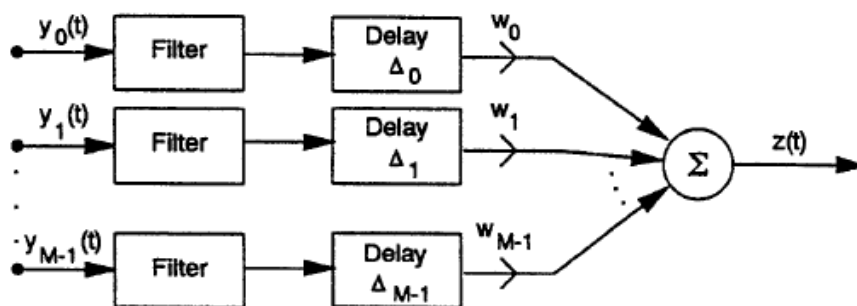 y0(t) Filter Delay Δ0 w0
y1(t) Filter Delay Δ1 w1
Σ z(t)
yM-1(t) Filter Delay ΔM-1 wM-1